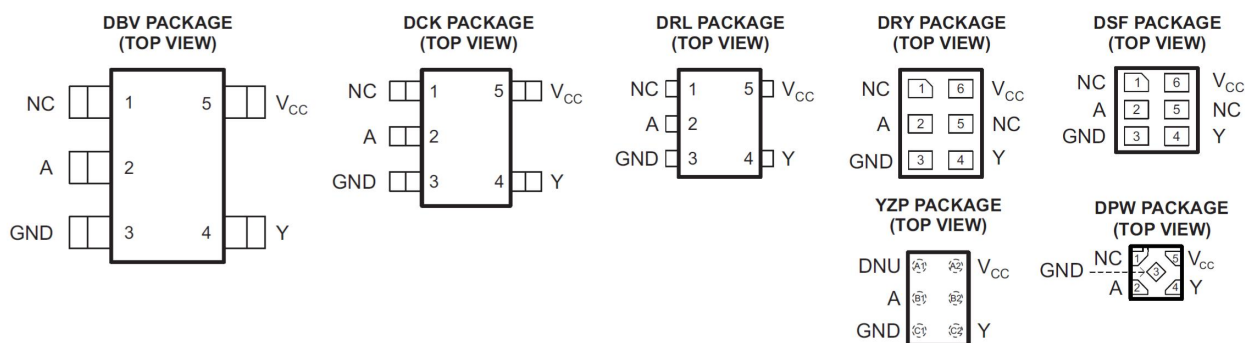 DBV PACKAGE
(TOP VIEW)
NC 1 5 VCC
A 2
GND 3 4 Y
DCK PACKAGE
(TOP VIEW)
NC 1 5 VCC
A 2
GND 3 4 Y
DRL PACKAGE
(TOP VIEW)
NC 1 5 VCC
A 2
GND 3 4 Y
DRY PACKAGE
(TOP VIEW)
NC 1 6 VCC
A 2 5 NC
GND 3 4 Y
DSF PACKAGE
(TOP VIEW)
NC 1 6 VCC
A 2 5 NC
GND 3 4 Y
YZP PACKAGE
(TOP VIEW)
DNU A1 A2 VCC
A B1 B2
GND C1 C2 Y
DPW PACKAGE
(TOP VIEW)
NC 1 5 VCC
GND 3
A 2 4 Y